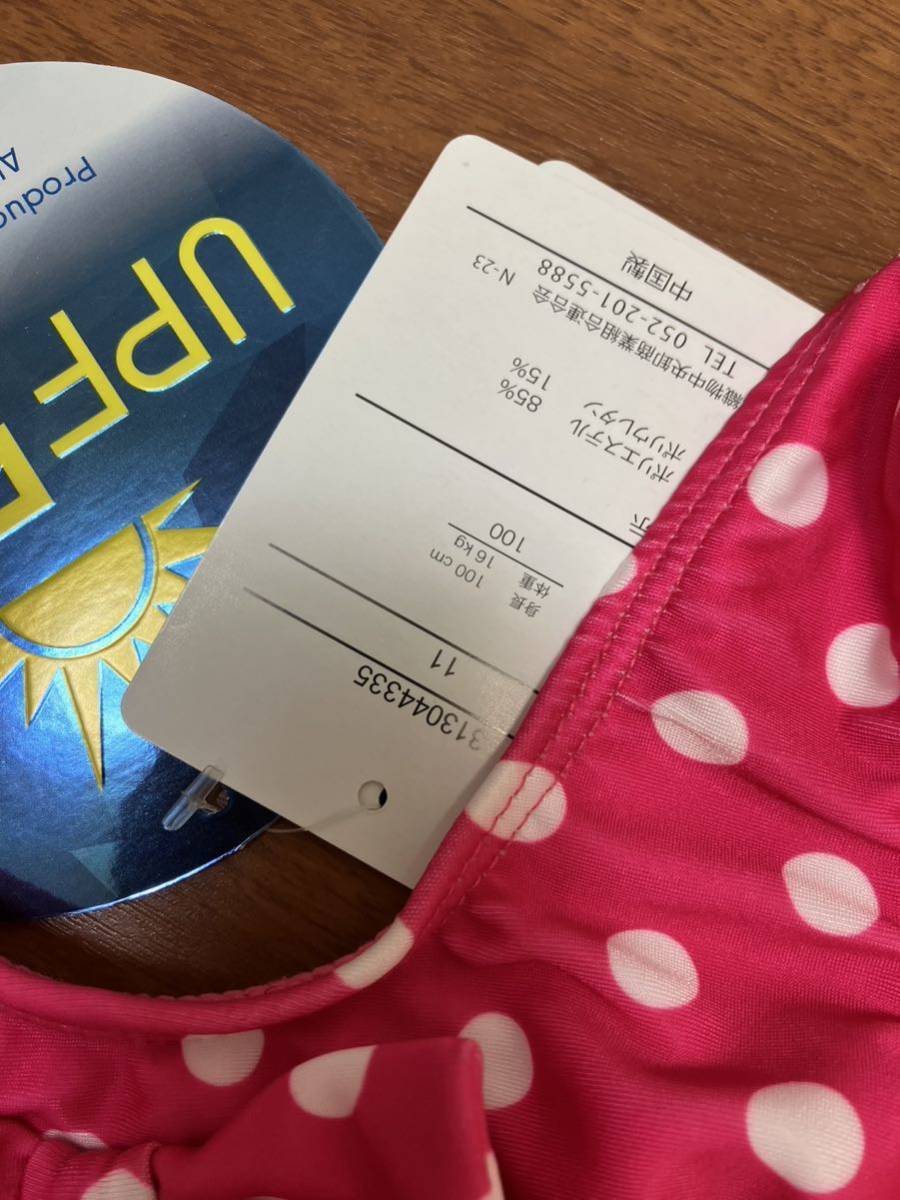 313044335
11
身長 100 cm
体重 16 kg
100
示
ポリエステル 85%
ポリウレタン 15%
織物中央卸商業組合連合会 N-23
TEL 052-201-5588
中国製
UPF